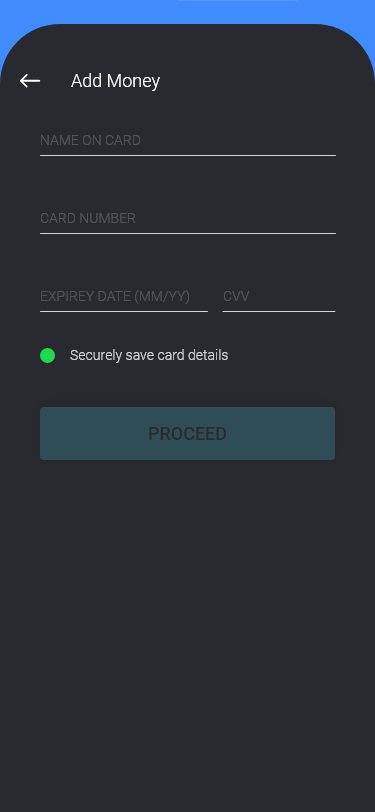 Add Money
NAME ON CARD
CARD NUMBER
EXPIREY DATE (MM/YY) CVV
Securely save card details
PROCEED